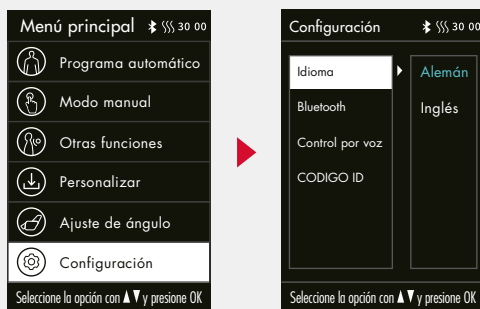 Menú principal 30 00
Programa automático
Modo manual
Otras funciones
Personalizar
Ajuste de ángulo
Configuración
Seleccione la opción con ▲▼ y presione OK
Configuración 30 00
Idioma
Bluetooth
Control por voz
CODIGO ID
Alemán
Inglés
Seleccione la opción con ▲▼ y presione OK